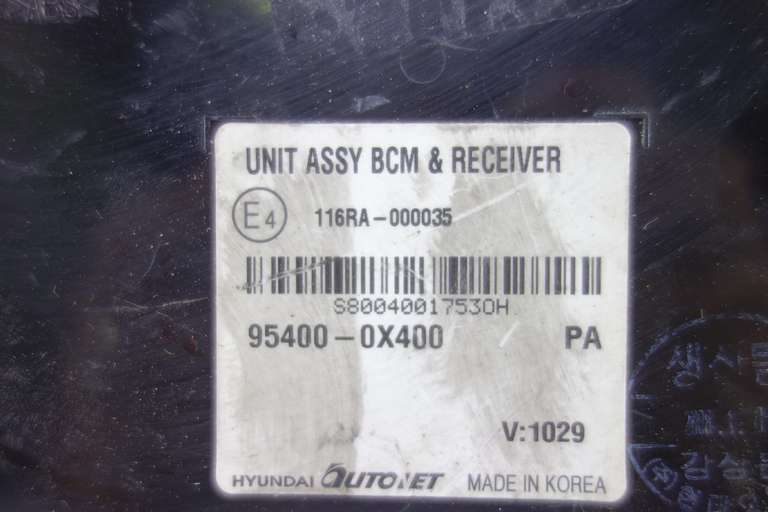 UNIT ASSY BCM & RECEIVER
E4 116RA-000035
S80040017530H
95400-0X400 PA
V:1029
HYUNDAI AUTONET MADE IN KOREA